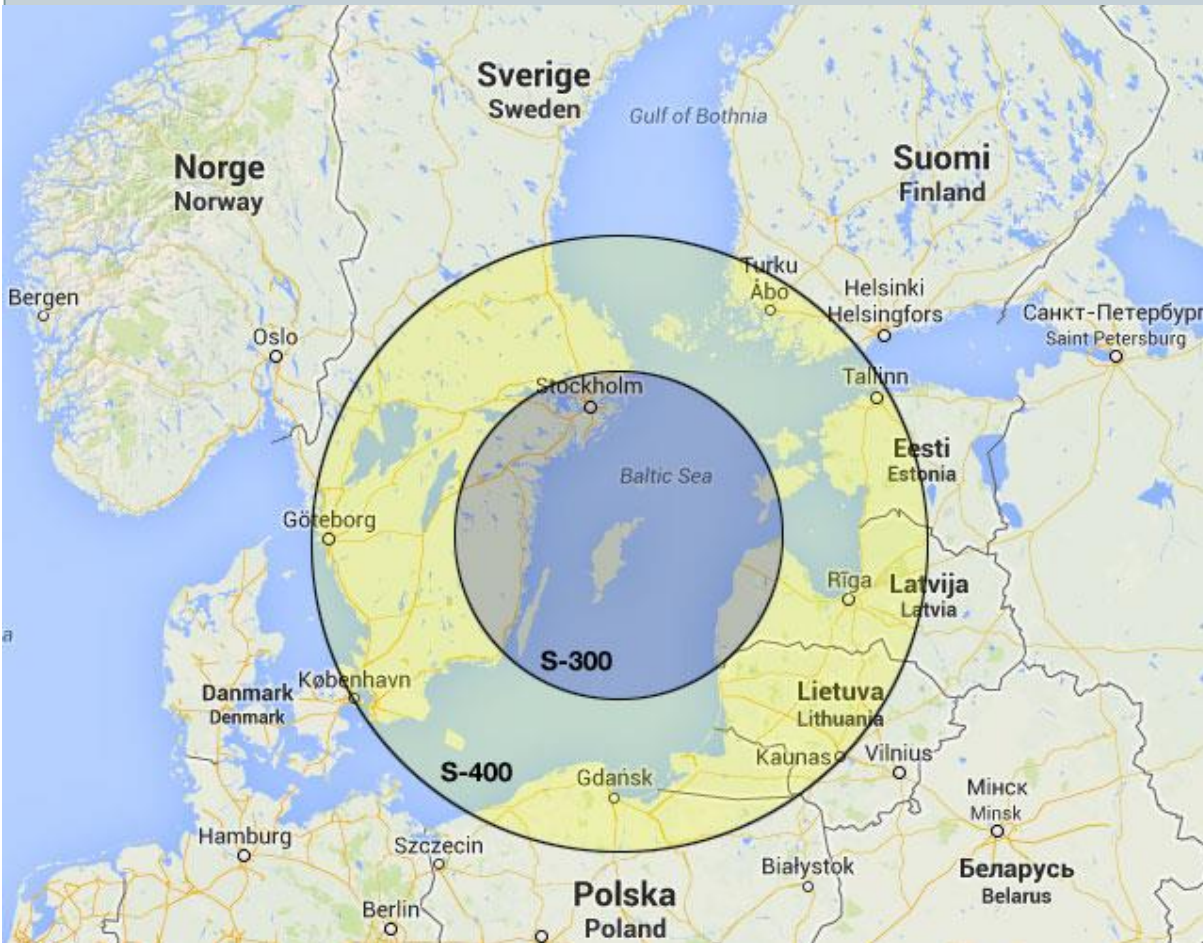 Sverige
Sweden
Gulf of Bothnia
Norge
Norway
Suomi
Finland
Turku
Åbo
Helsinki
Helsingfors
Bergen
Oslo
Санкт-Петербург
Saint Petersburg
Stockholm
Tallinn
Eesti
Estonia
Baltic Sea
Göteborg
Rīga
Latvija
Latvia
a
S-300
København
Danmark
Denmark
Lietuva
Lithuania
Kaunas
Vilnius
S-400
Gdańsk
Мінск
Minsk
Hamburg
Szczecin
Białystok
Беларусь
Belarus
Polska
Poland
Berlin